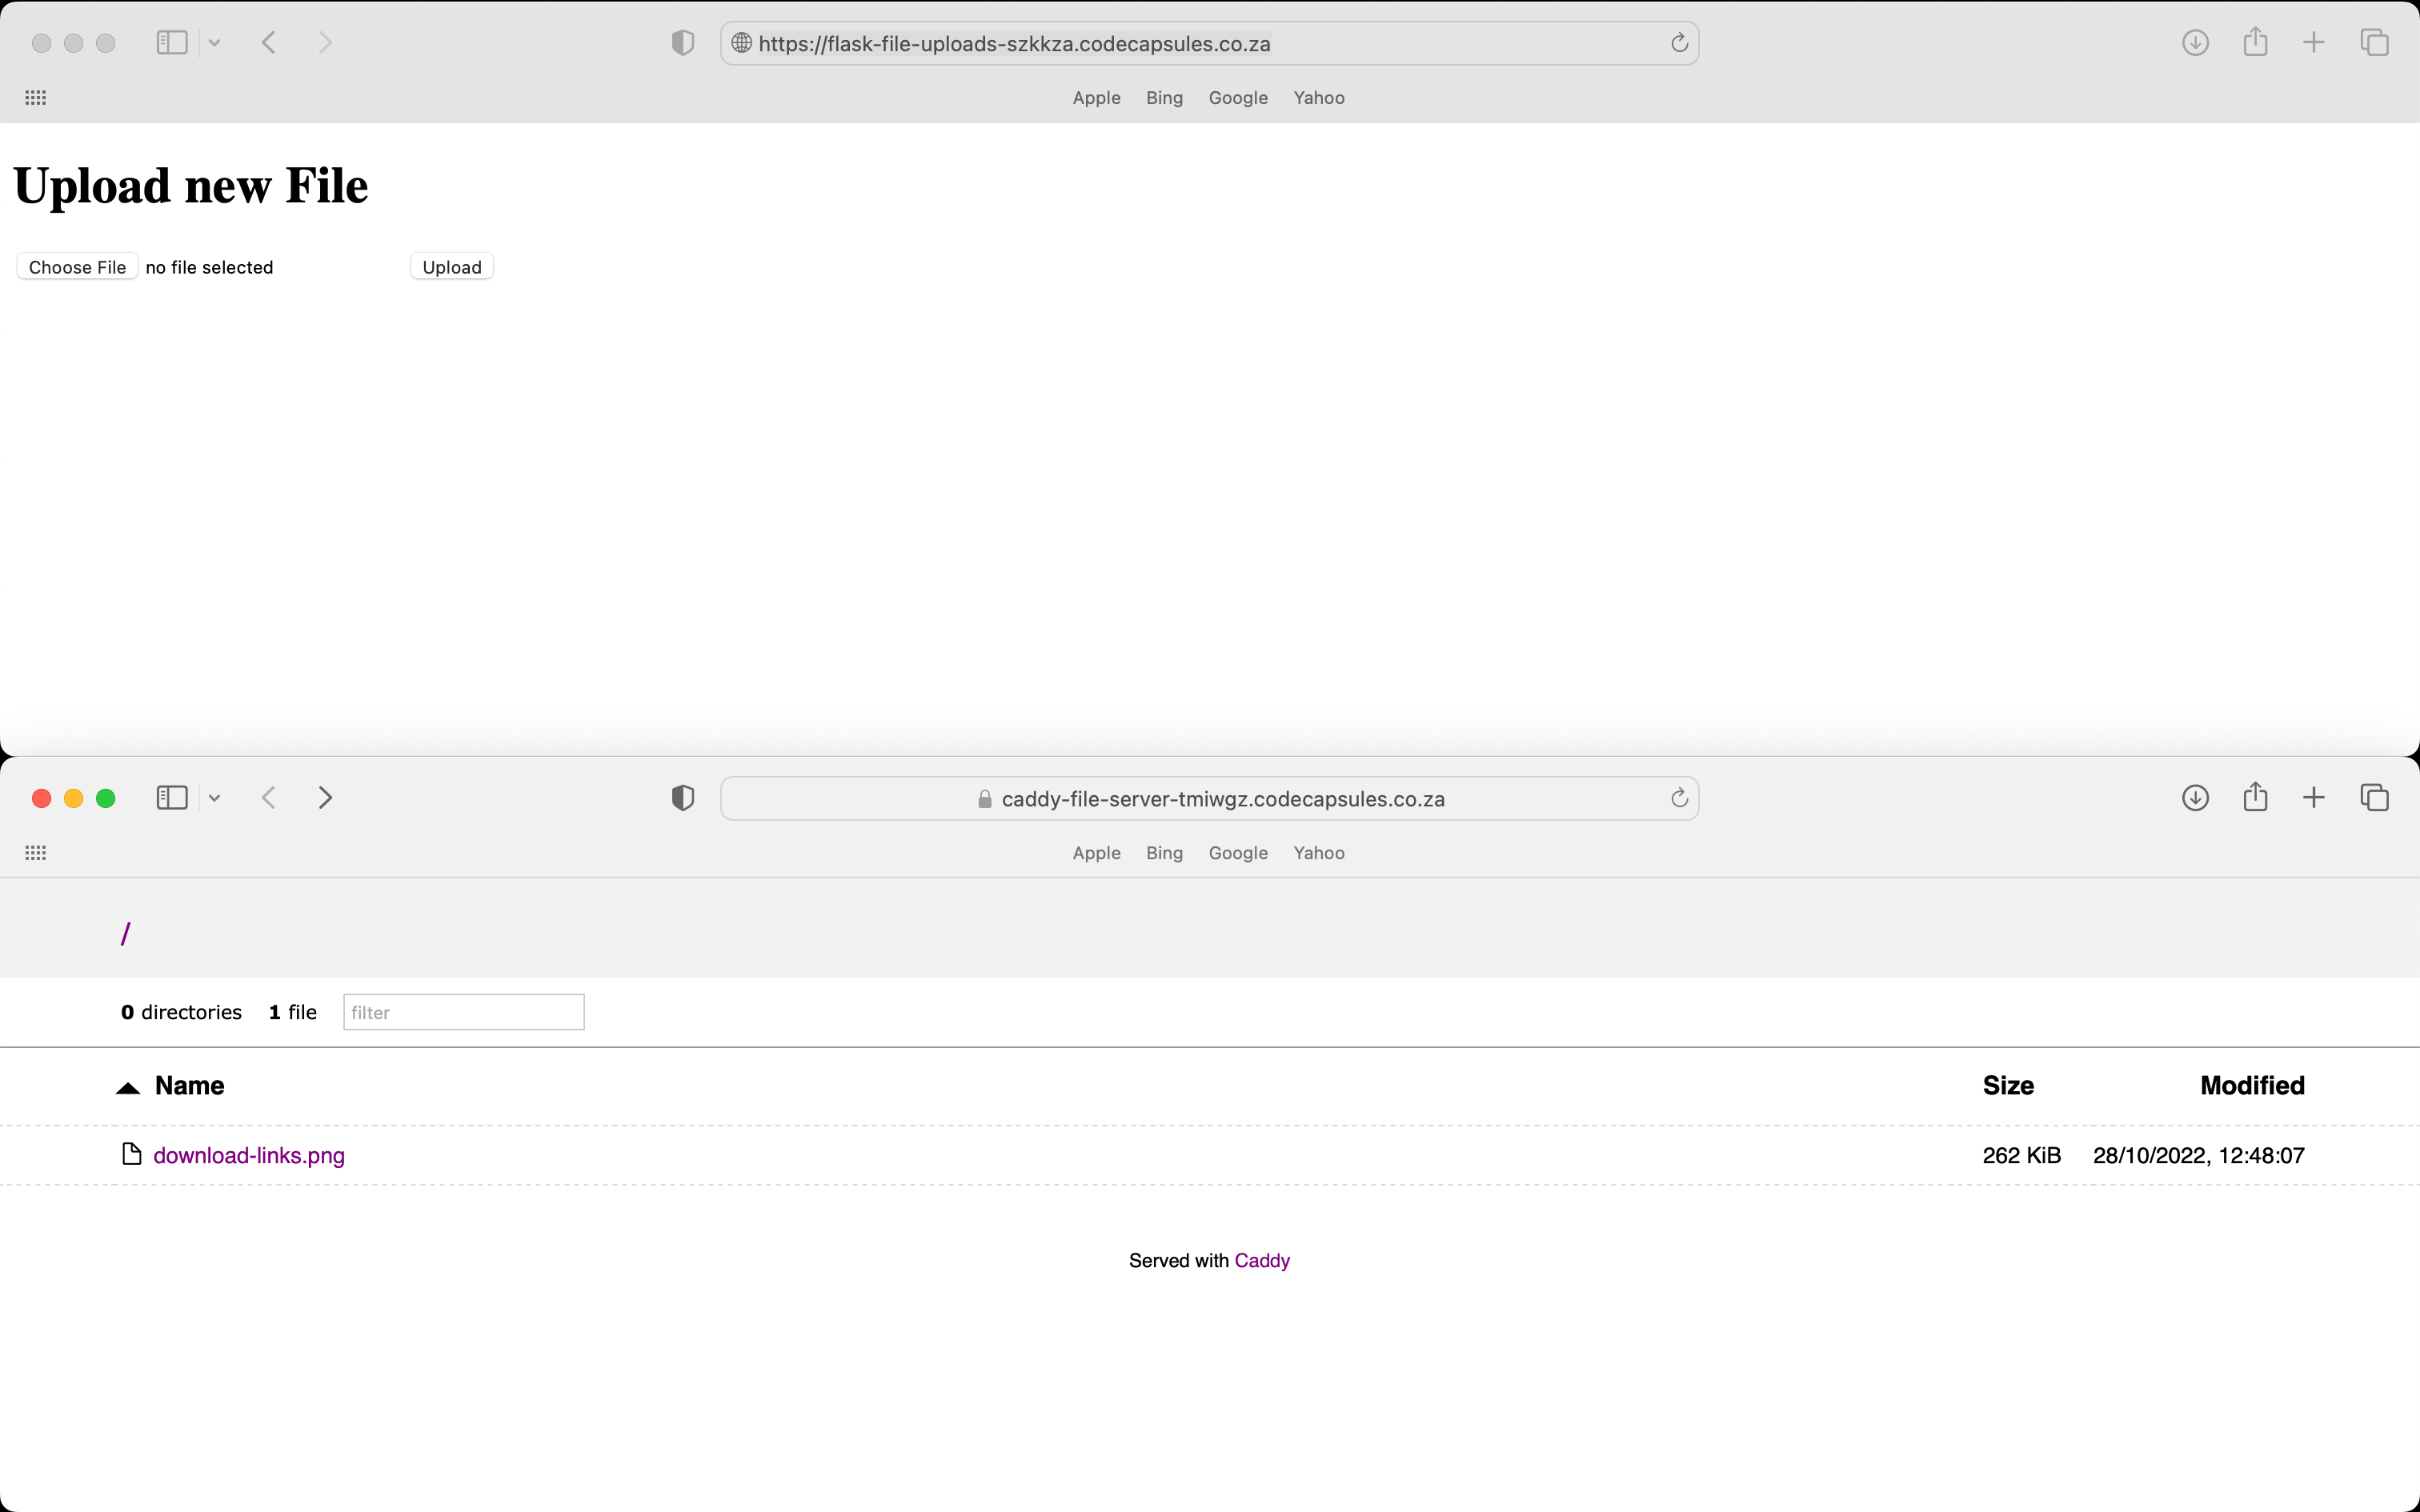 https://flask-file-uploads-szkkza.codecapsules.co.za
Apple Bing Google Yahoo
Upload new File
Choose File no file selected Upload
caddy-file-server-tmiwgz.codecapsules.co.za
Apple Bing Google Yahoo
/
0 directories 1 file filter
Name Size Modified
download-links.png 262 KiB 28/10/2022, 12:48:07
Served with Caddy